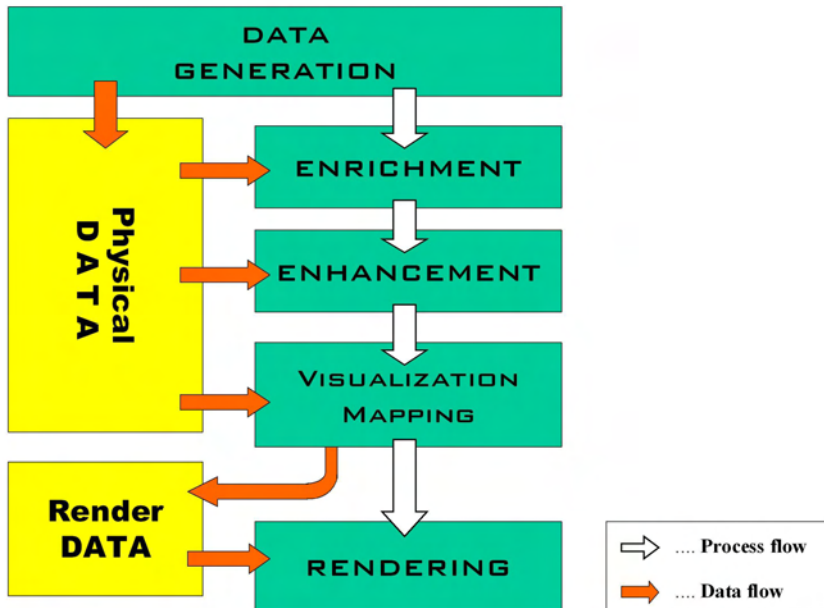 DATA
GENERATION
ENRICHMENT
Physical
DATA
ENHANCEMENT
VISUALIZATION
MAPPING
Render
DATA
RENDERING
.... Process flow
.... Data flow